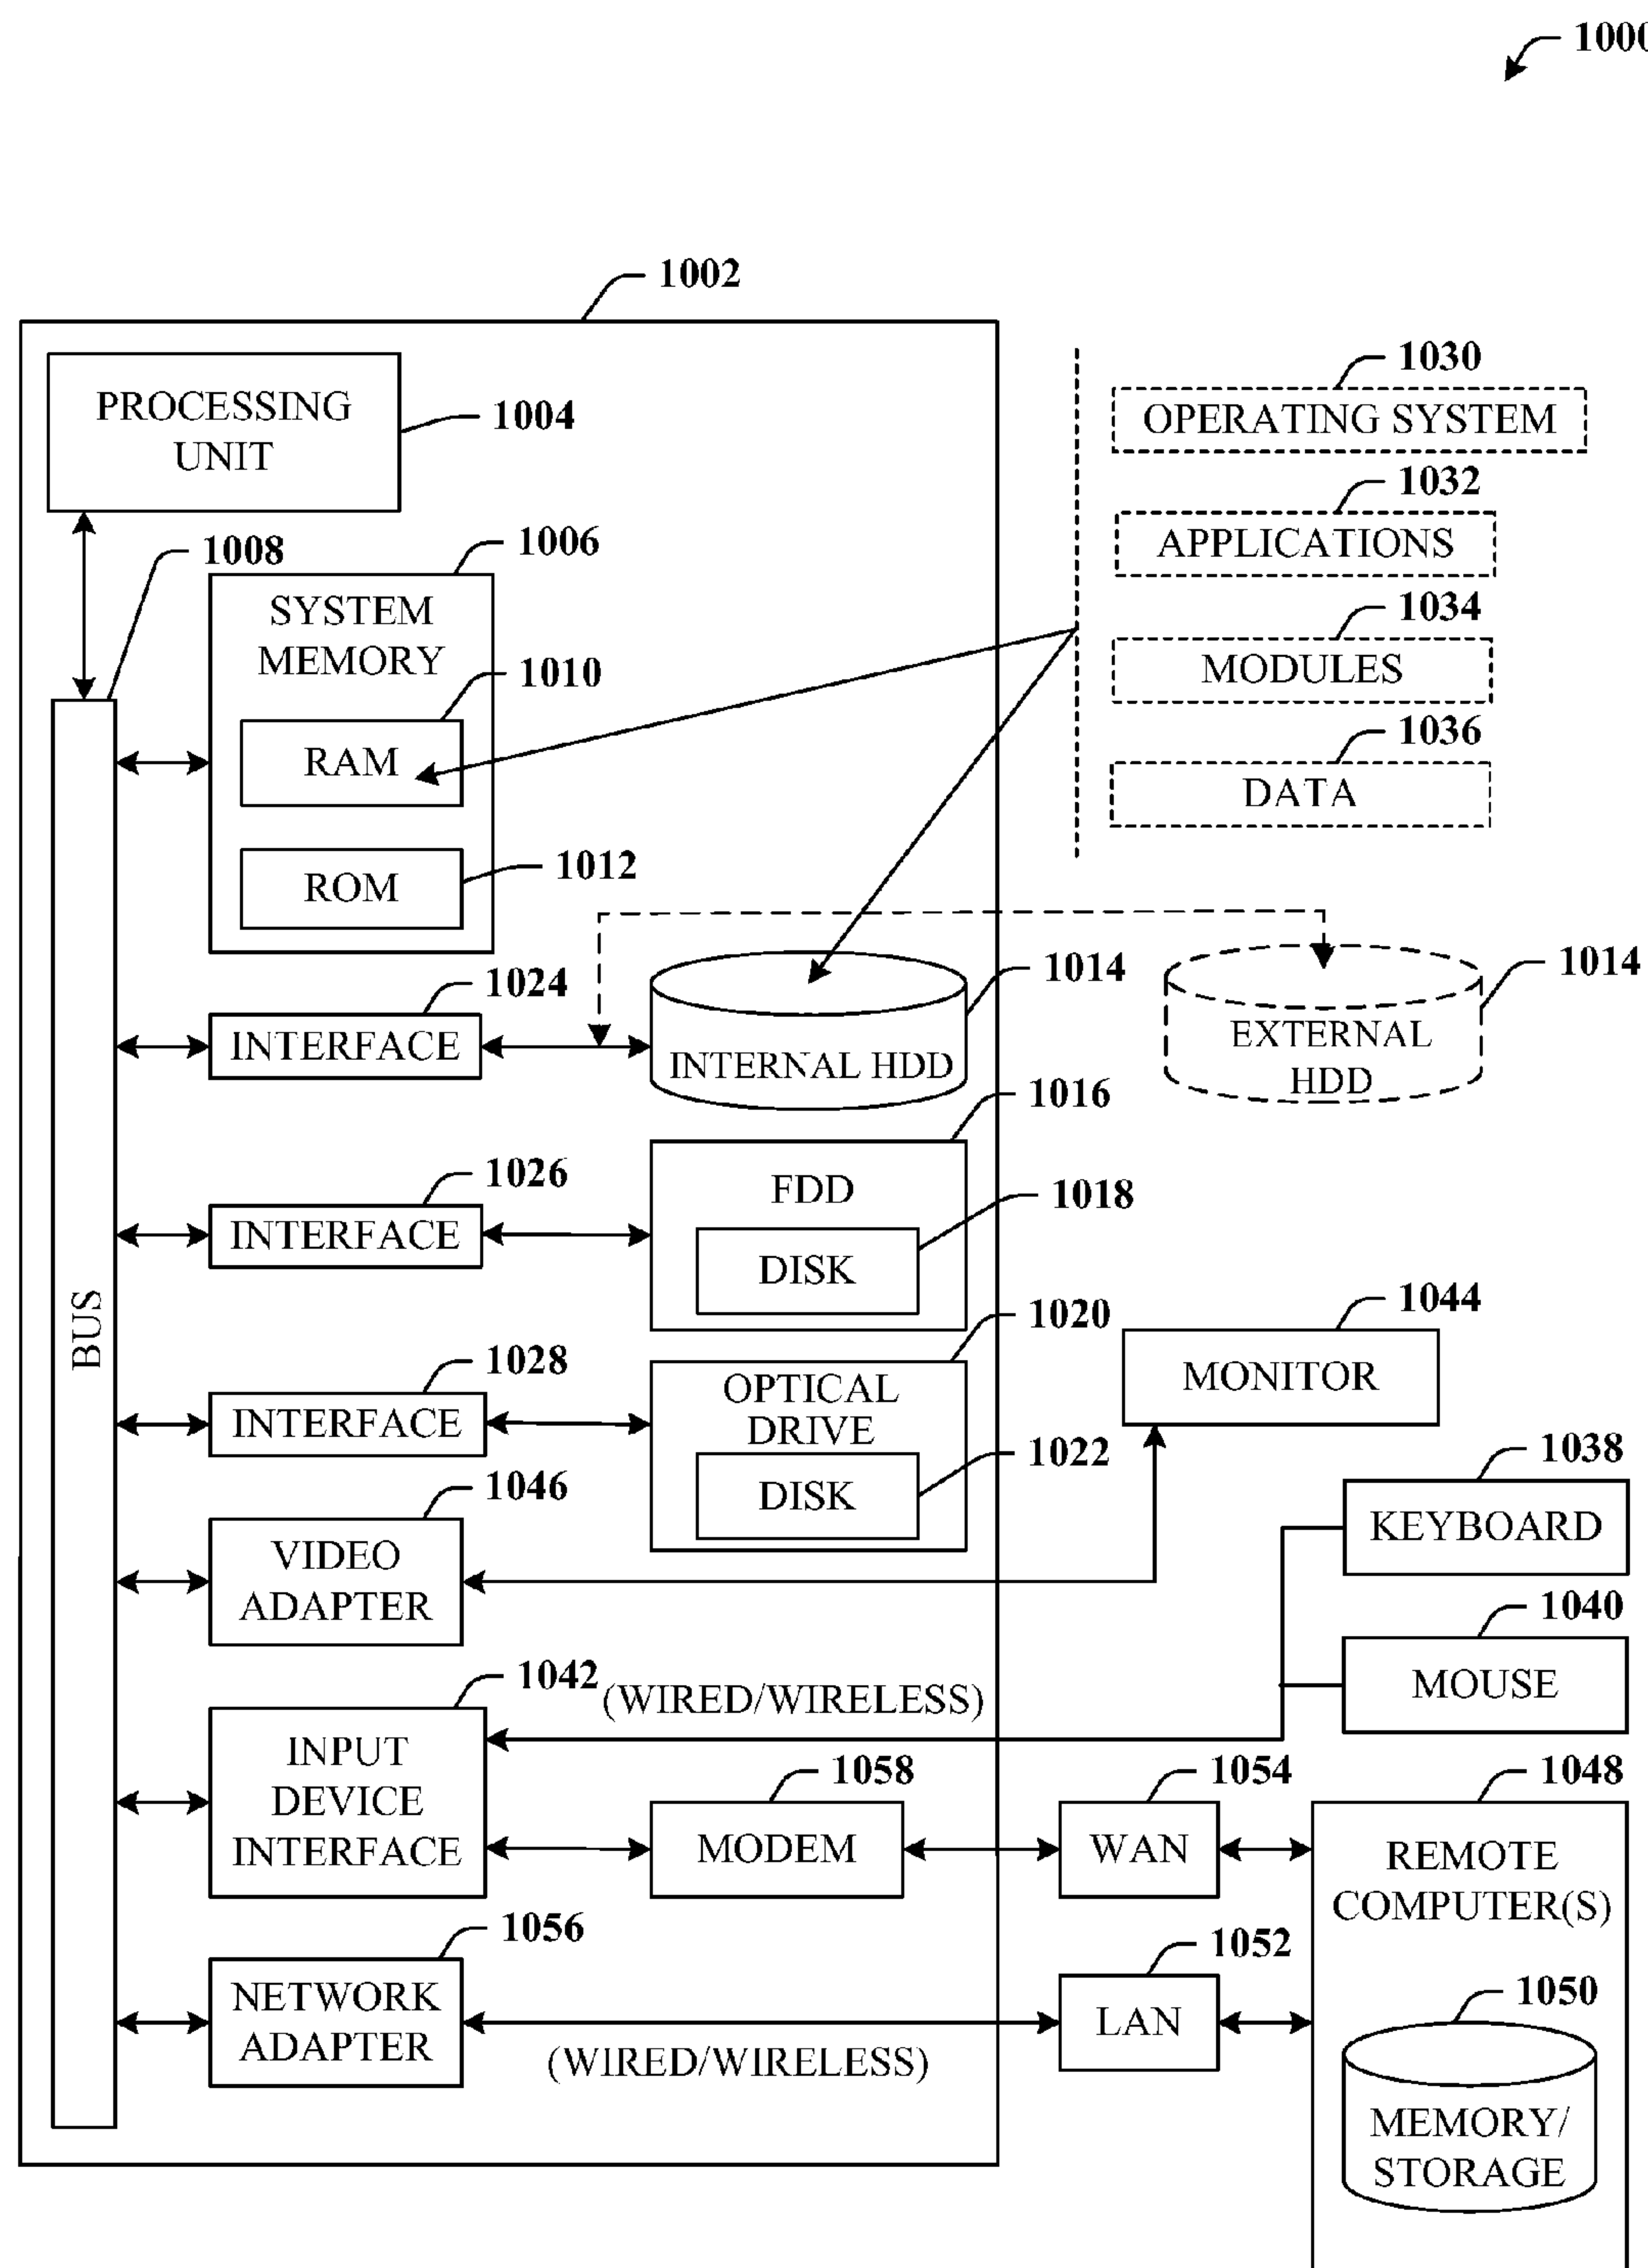 1000
1002
PROCESSING
UNIT
1004
1030
OPERATING SYSTEM
1032
APPLICATIONS
1034
MODULES
1036
DATA
1008
1006
SYSTEM
MEMORY
1010
RAM
1012
ROM
BUS
1024
INTERFACE
1014
INTERNAL HDD
1014
EXTERNAL
HDD
1026
INTERFACE
1016
FDD
1018
DISK
1028
INTERFACE
1020
OPTICAL
DRIVE
1022
DISK
1044
MONITOR
1046
VIDEO
ADAPTER
1038
KEYBOARD
1040
MOUSE
1042
(WIRED/WIRELESS)
INPUT
DEVICE
INTERFACE
1058
MODEM
1054
WAN
1048
REMOTE
COMPUTER(S)
1056
NETWORK
ADAPTER
(WIRED/WIRELESS)
1052
LAN
1050
MEMORY/
STORAGE